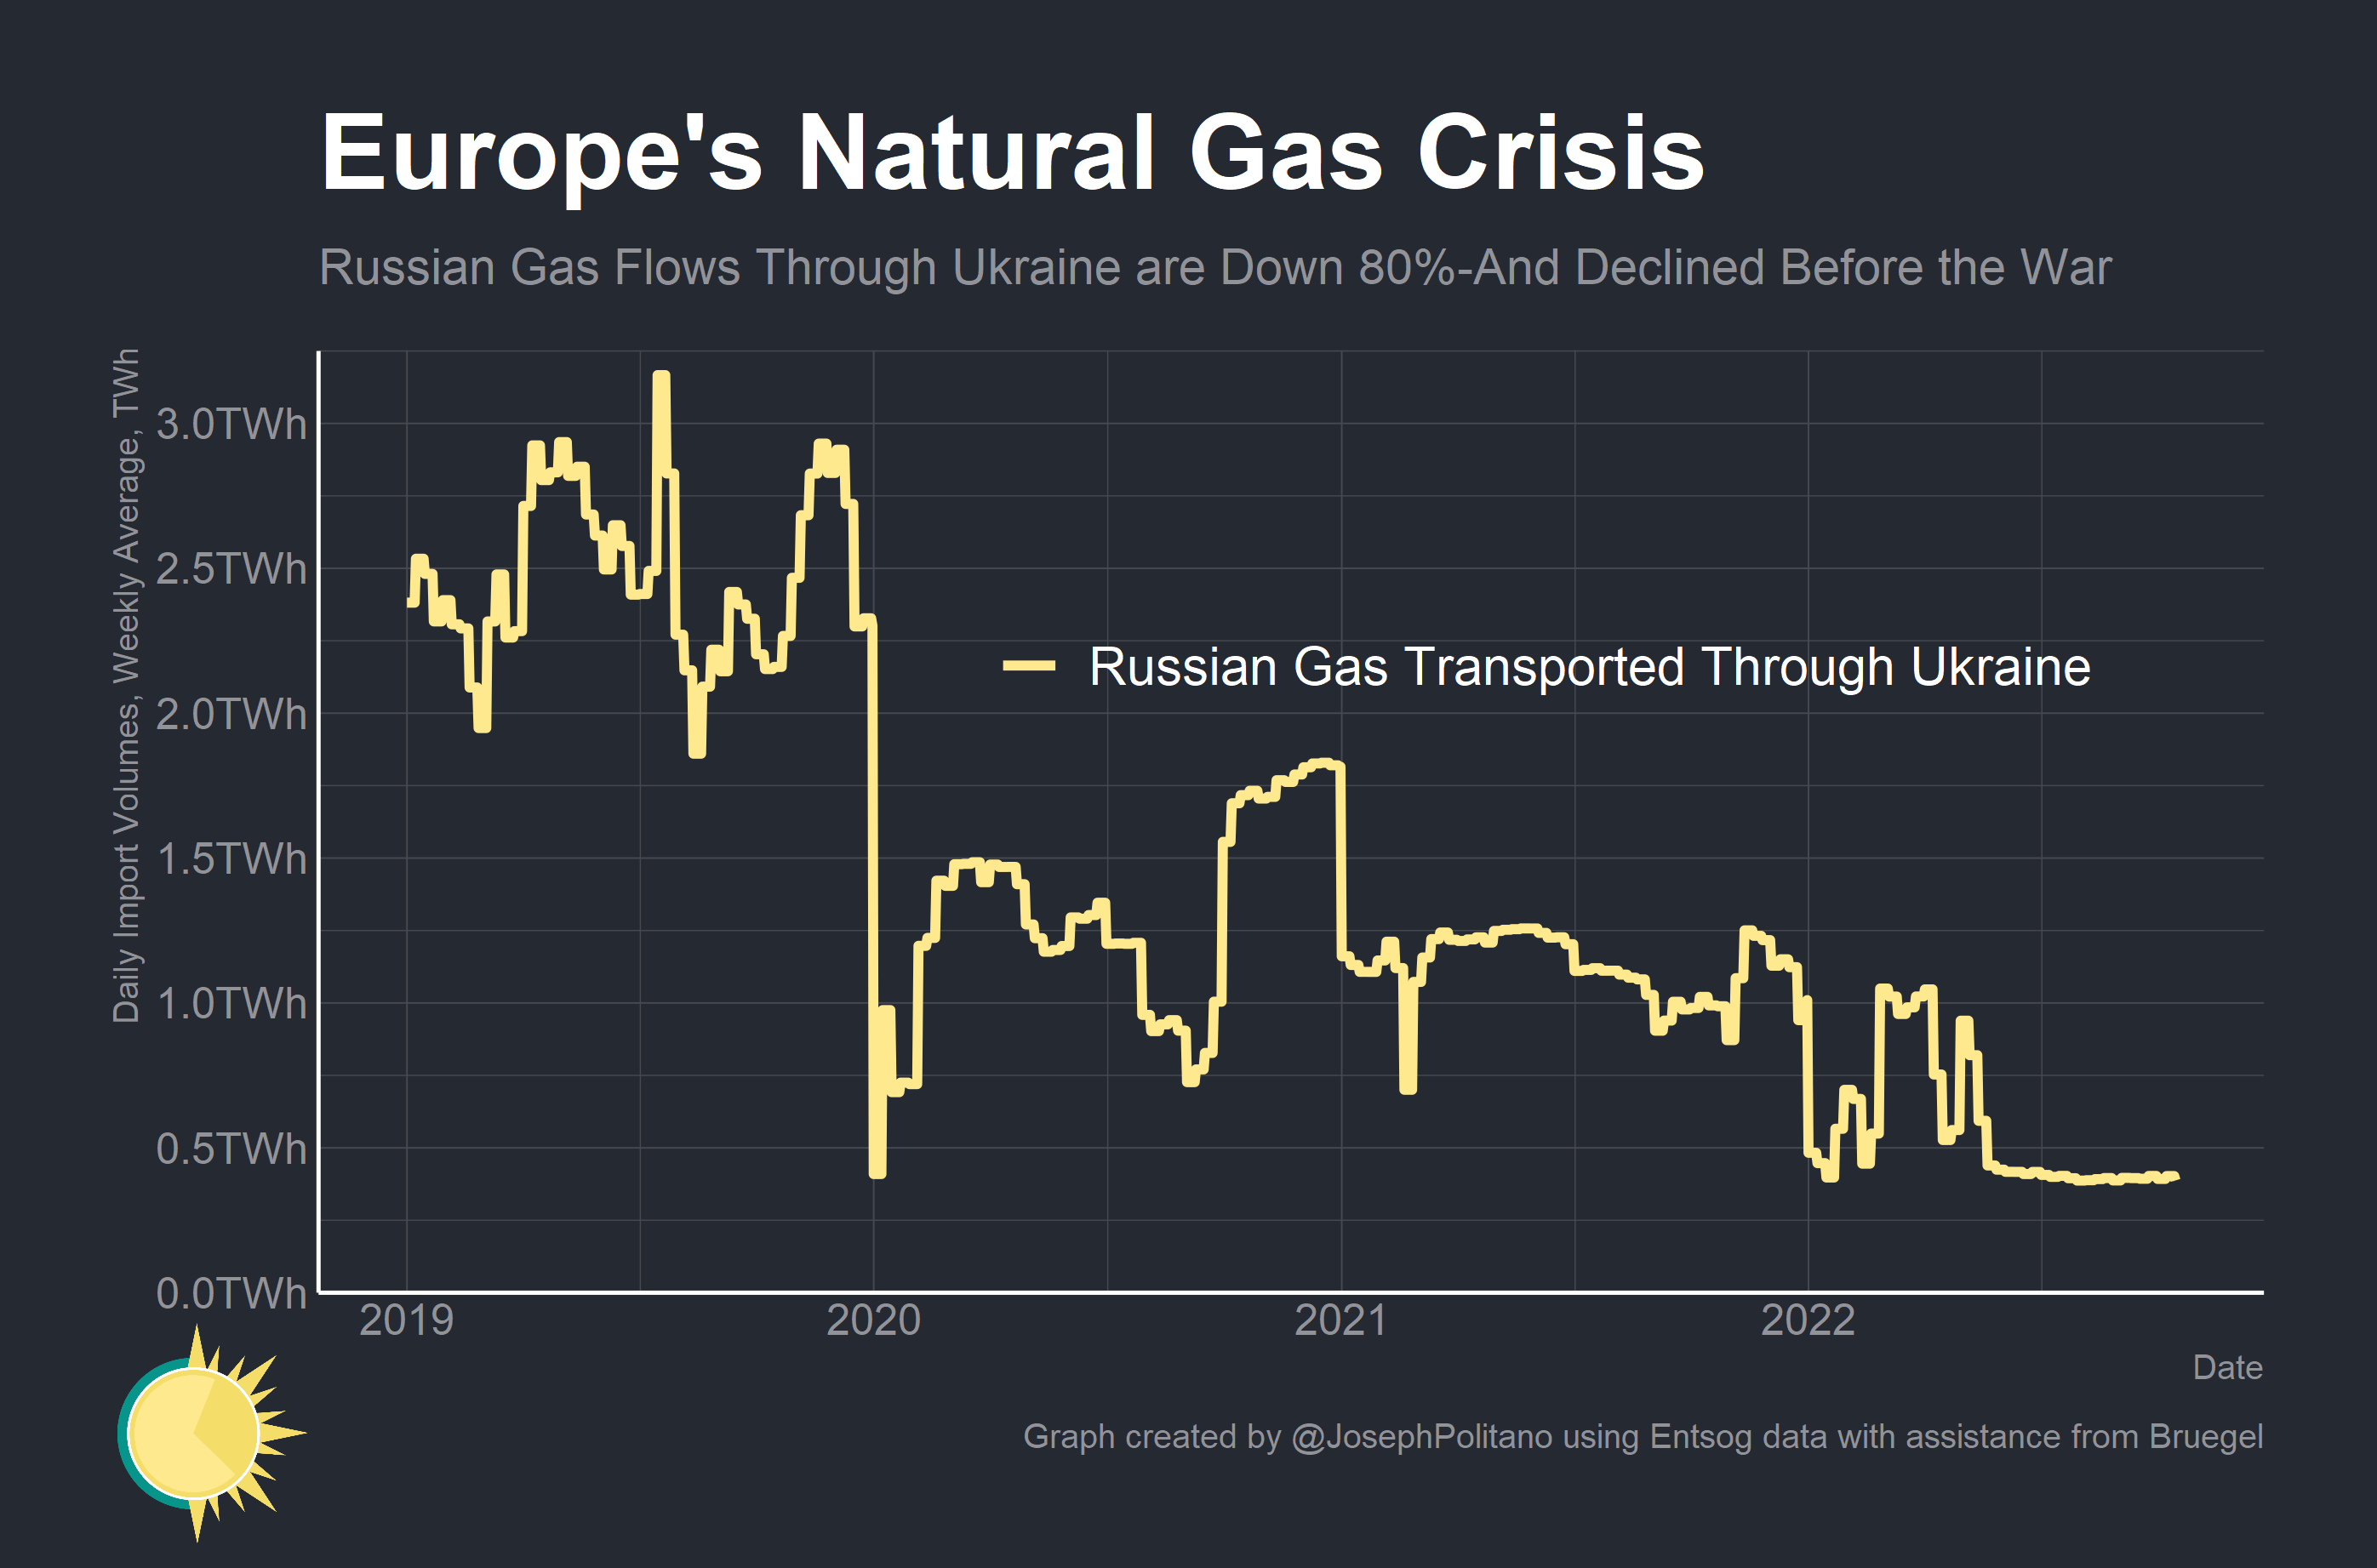 Europe's Natural Gas Crisis
Russian Gas Flows Through Ukraine are Down 80%-And Declined Before the War
Daily Import Volumes, Weekly Average, TWh
3.0TWh
2.5TWh
2.0TWh
1.5TWh
1.0TWh
0.5TWh
0.0TWh
Russian Gas Transported Through Ukraine
2019 2020 2021 2022
Date
Graph created by @JosephPolitano using Entsog data with assistance from Bruegel